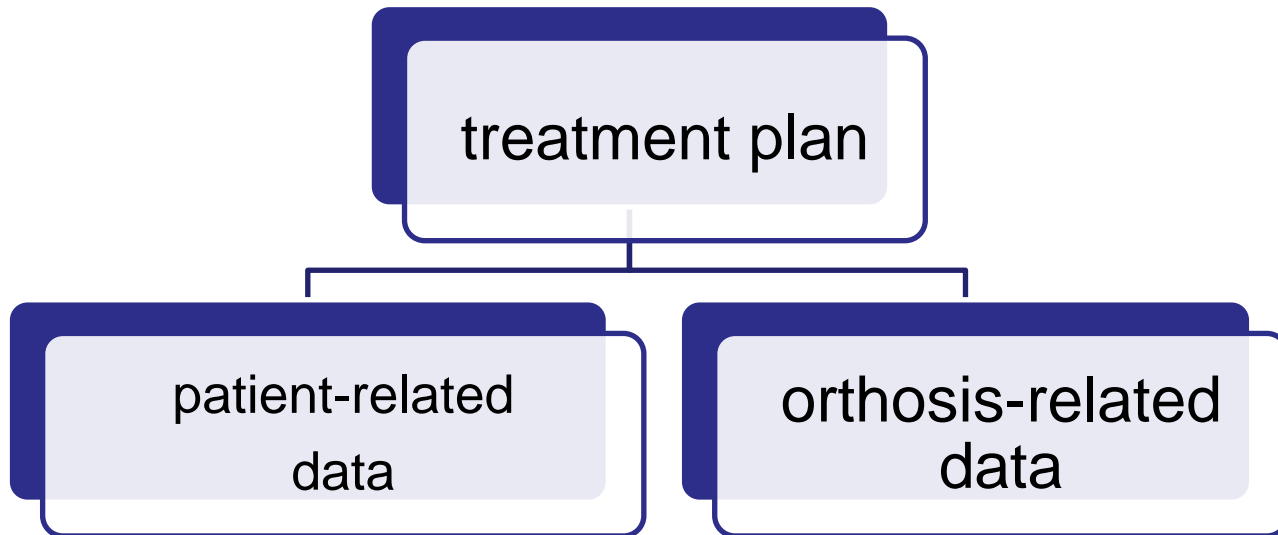 treatment plan
patient-related
data
orthosis-related
data